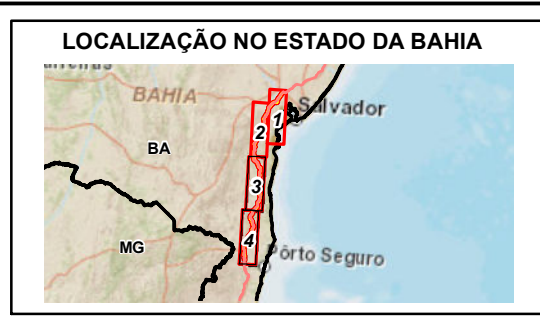 LOCALIZAÇÃO NO ESTADO DA BAHIA
BAHIA
Salvador
1
2
BA
3
MG
4
Pôrto Seguro